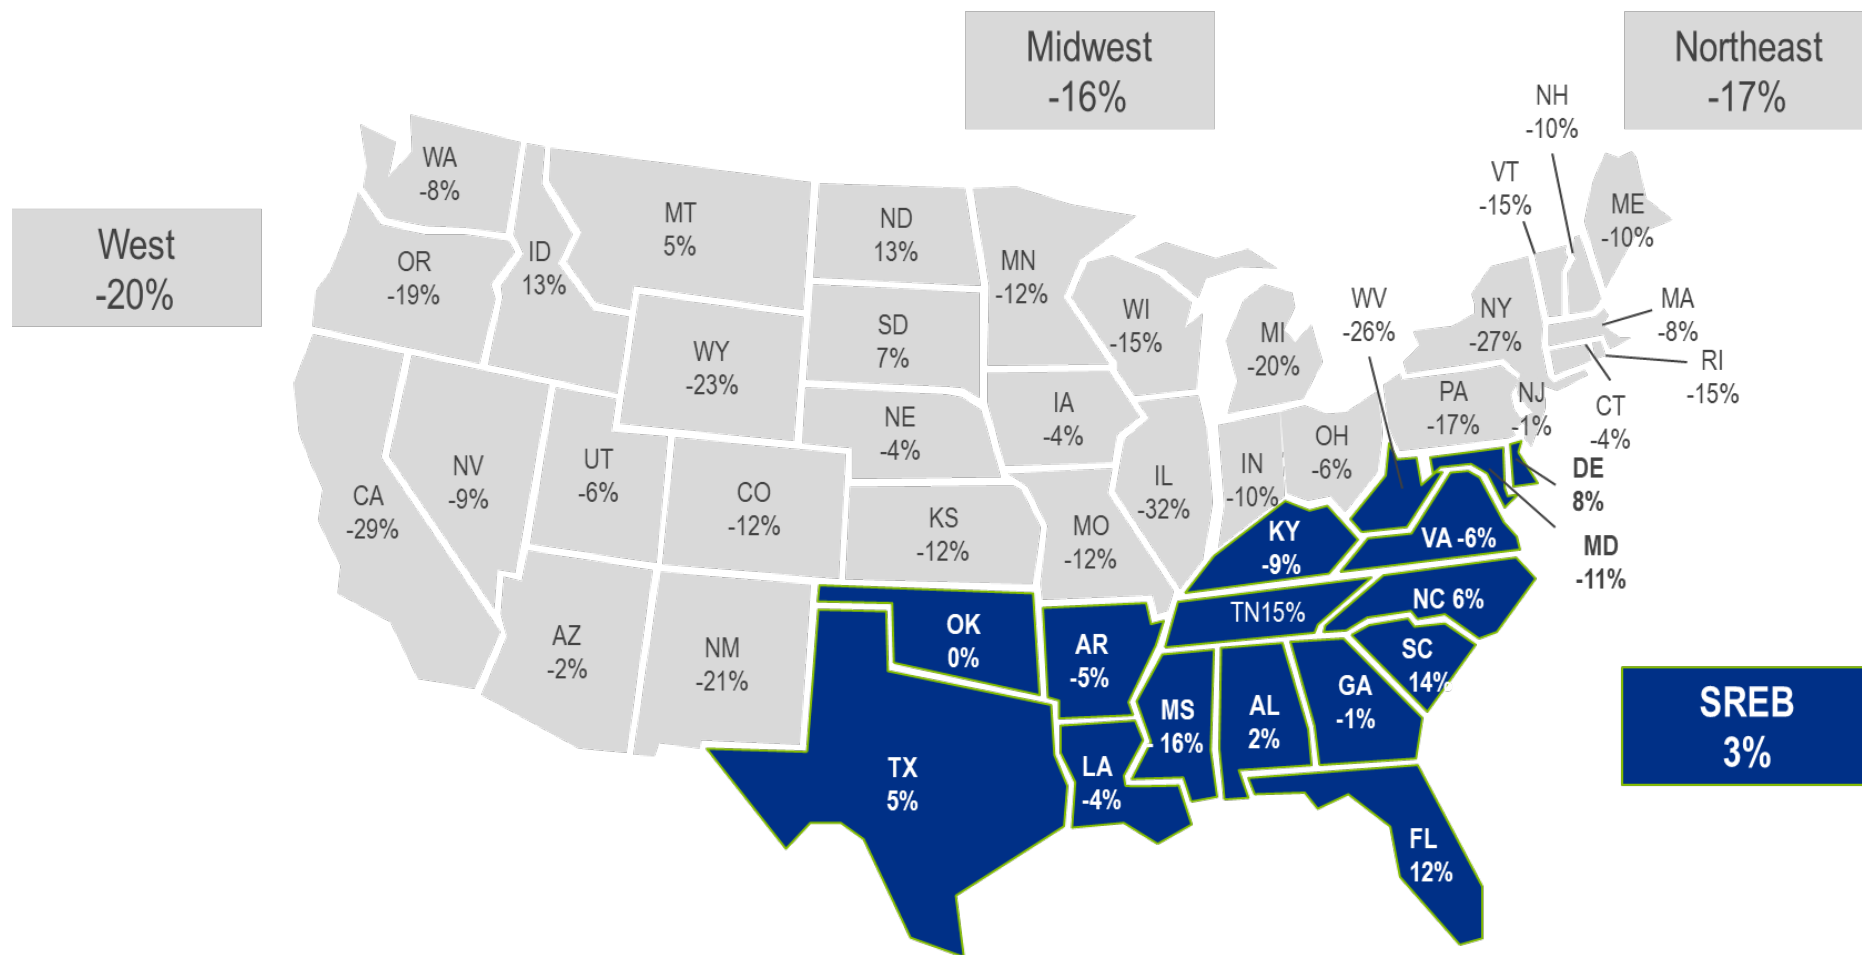 Midwest
-16%
Northeast
-17%
West
-20%
NH
-10%
VT
-15%
ME
-10%
WA
-8%
MT
5%
ND
13%
MN
-12%
ID
13%
OR
-19%
WI
-15%
MI
-20%
WV
-26%
NY
-27%
MA
-8%
RI
-15%
SD
7%
WY
-23%
NE
-4%
IA
-4%
PA
-17%
NJ
-1%
CT
-4%
OH
-6%
IN
-10%
IL
-32%
DE
8%
MD
-11%
CA
-29%
NV
-9%
UT
-6%
CO
-12%
KS
-12%
MO
-12%
KY
-9%
VA -6%
NC 6%
TN15%
SC
14%
AZ
-2%
NM
-21%
OK
0%
AR
-5%
MS
- 16%
AL
2%
GA
-1%
SREB
3%
TX
5%
LA
-4%
FL
12%